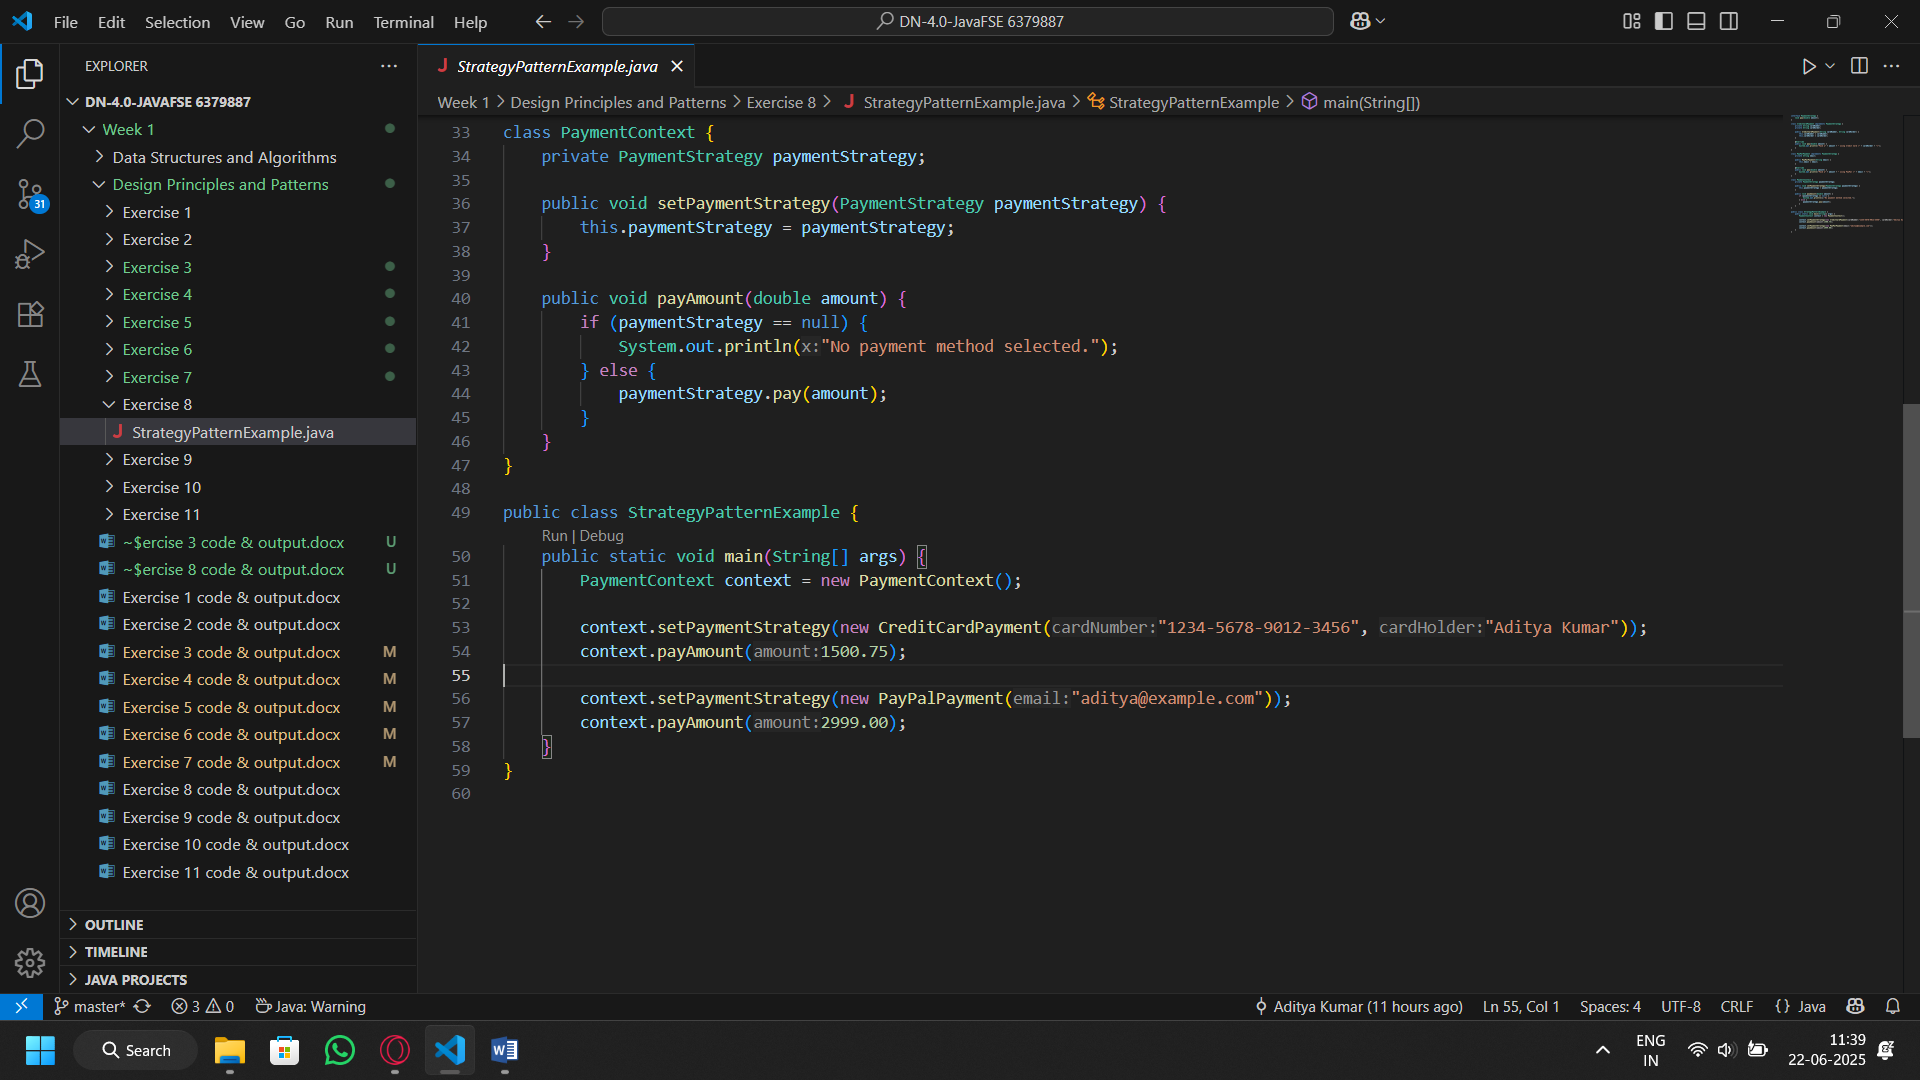 File Edit Selection View Go Run Terminal Help
DN-4.0-JavaFSE 6379887
EXPLORER
DN-4.0-JAVAFSE 6379887
Week 1
Data Structures and Algorithms
Design Principles and Patterns
Exercise 1
Exercise 2
Exercise 3
Exercise 4
Exercise 5
Exercise 6
Exercise 7
Exercise 8
J StrategyPatternExample.java
Exercise 9
Exercise 10
Exercise 11
~$ercise 3 code & output.docx U
~$ercise 8 code & output.docx U
Exercise 1 code & output.docx
Exercise 2 code & output.docx
Exercise 3 code & output.docx M
Exercise 4 code & output.docx M
Exercise 5 code & output.docx M
Exercise 6 code & output.docx M
Exercise 7 code & output.docx M
Exercise 8 code & output.docx
Exercise 9 code & output.docx
Exercise 10 code & output.docx
Exercise 11 code & output.docx
OUTLINE
TIMELINE
JAVA PROJECTS
31
J StrategyPatternExample.java
Week 1 > Design Principles and Patterns > Exercise 8 > J StrategyPatternExample.java > StrategyPatternExample > main(String[])
33 class PaymentContext {
34 private PaymentStrategy paymentStrategy;
35
36 public void setPaymentStrategy(PaymentStrategy paymentStrategy) {
37 this.paymentStrategy = paymentStrategy;
38 }
39
40 public void payAmount(double amount) {
41 if (paymentStrategy == null) {
42 System.out.println(x:"No payment method selected.");
43 } else {
44 paymentStrategy.pay(amount);
45 }
46 }
47 }
48
49 public class StrategyPatternExample {
Run | Debug
50 public static void main(String[] args) {
51 PaymentContext context = new PaymentContext();
52
53 context.setPaymentStrategy(new CreditCardPayment(cardNumber:"1234-5678-9012-3456", cardHolder:"Aditya Kumar"));
54 context.payAmount(amount:1500.75);
55
56 context.setPaymentStrategy(new PayPalPayment(email:"aditya@example.com"));
57 context.payAmount(amount:2999.00);
58 }
59 }
60
master* 3 0 Java: Warning
Aditya Kumar (11 hours ago) Ln 55, Col 1 Spaces: 4 UTF-8 CRLF {} Java
Search
ENG
IN
11:39
22-06-2025